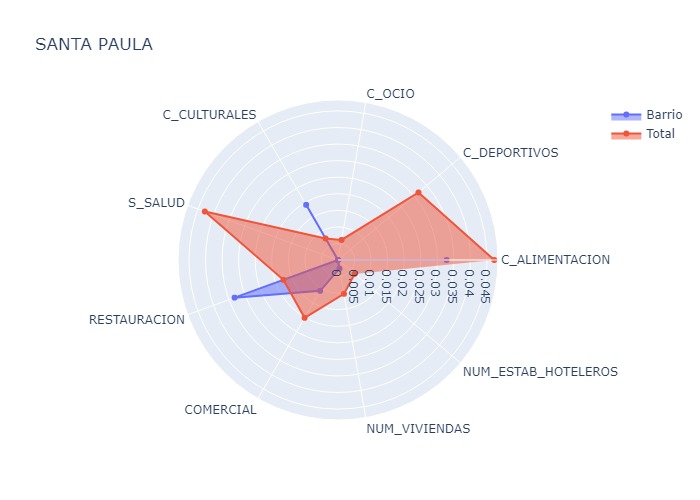 SANTA PAULA
C_OCIO
C_CULTURALES
Barrio
Total
C_DEPORTIVOS
S_SALUD
C_ALIMENTACION
0
0.005
0.01
0.015
0.02
0.025
0.03
0.035
0.04
0.045
RESTAURACION
NUM_ESTAB_HOTELEROS
COMERCIAL
NUM_VIVIENDAS